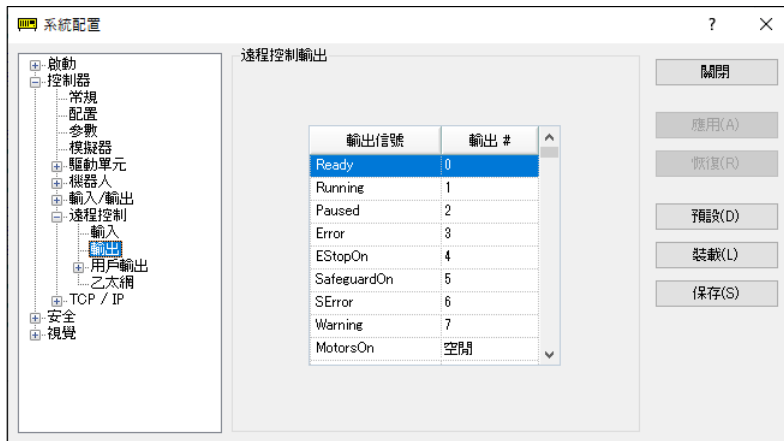 系統配置
?
×
啟動
控制器
常規
配置
參數
模擬器
驅動單元
機器人
輸入/輸出
遠程控制
輸入
輸出
用戶輸出
乙太網
TCP / IP
安全
視覺
遠程控制輸出
輸出信號 輸出 #
Ready 0
Running 1
Paused 2
Error 3
EStopOn 4
SafeguardOn 5
SError 6
Warning 7
MotorsOn 空閒
關閉
應用(A)
恢復(R)
預設(D)
裝載(L)
保存(S)